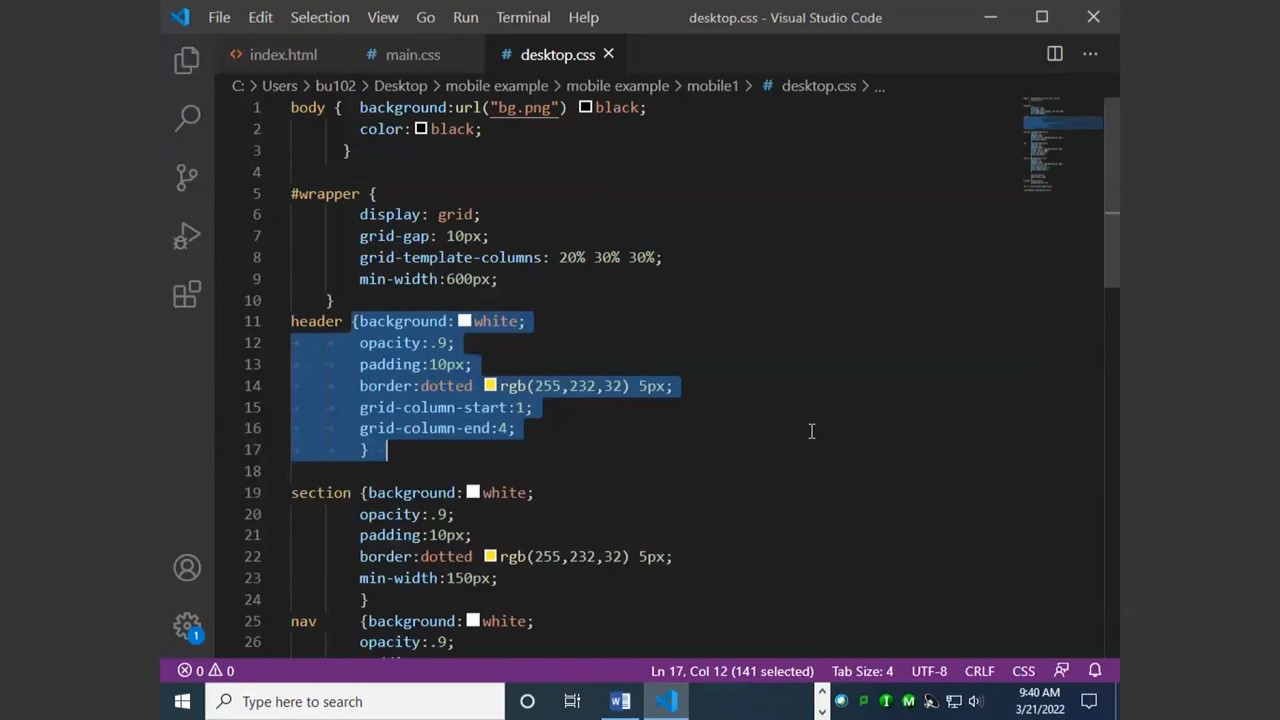 File Edit Selection View Go Run Terminal Help desktop.css - Visual Studio Code
<> index.html # main.css # desktop.css ×
C: > Users > bu102 > Desktop > mobile example > mobile example > mobile1 > # desktop.css > ...
1 body { background:url("bg.png") black;
2 color: black;
3 }
4
5 #wrapper {
6 display: grid;
7 grid-gap: 10px;
8 grid-template-columns: 20% 30% 30%;
9 min-width:600px;
10 }
11 header {background: white;
12 opacity:.9;
13 padding:10px;
14 border:dotted rgb(255,232,32) 5px;
15 grid-column-start:1;
16 grid-column-end:4;
17 }
18
19 section {background: white;
20 opacity:.9;
21 padding:10px;
22 border:dotted rgb(255,232,32) 5px;
23 min-width:150px;
24 }
25 nav {background: white;
26 opacity:.9;
1
0 0 Ln 17, Col 12 (141 selected) Tab Size: 4 UTF-8 CRLF CSS
Type here to search
9:40 AM
3/21/2022